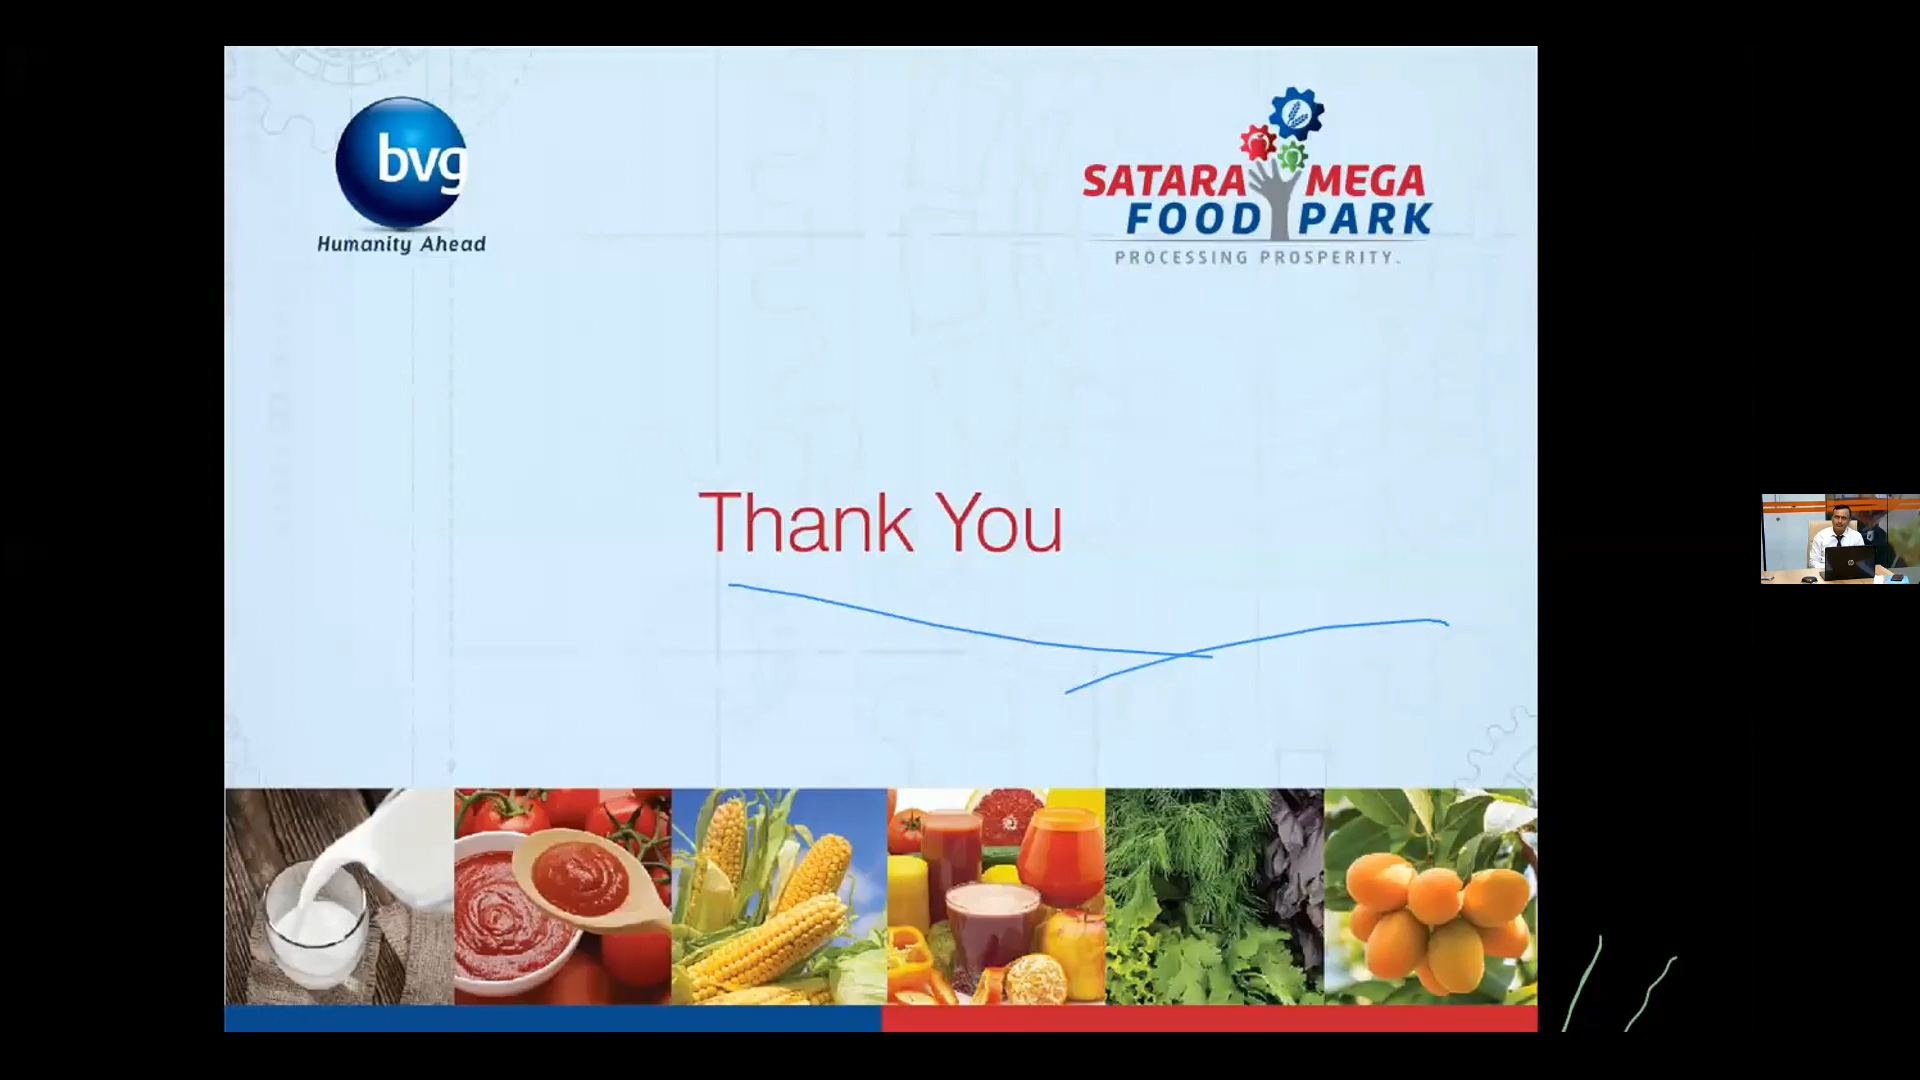 bvg
Humanity Ahead
SATARA MEGA
FOOD PARK
PROCESSING PROSPERITY.
Thank You